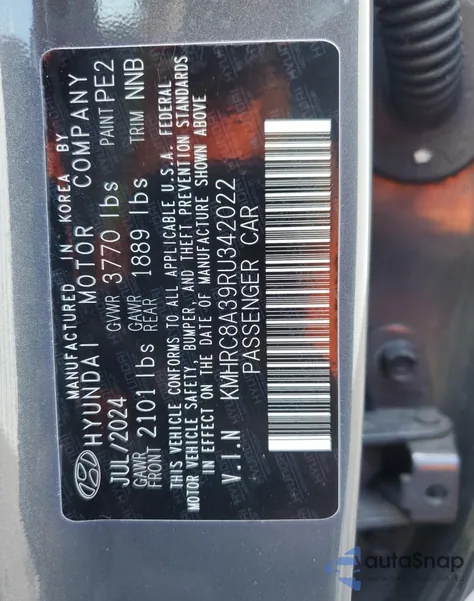 MANUFACTURED IN KOREA BY
HYUNDAI MOTOR COMPANY
JUL/2024 GVWR 3770 lbs PAINT PE2
GAWR FRONT 2101 lbs GAWR REAR 1889 lbs TRIM NNB
THIS VEHICLE CONFORMS TO ALL APPLICABLE U.S.A. FEDERAL
MOTOR VEHICLE SAFETY, BUMPER, AND THEFT PREVENTION STANDARDS
IN EFFECT ON THE DATE OF MANUFACTURE SHOWN ABOVE
V.I.N KMHRC8A39RU342022
PASSENGER CAR
autoSnap